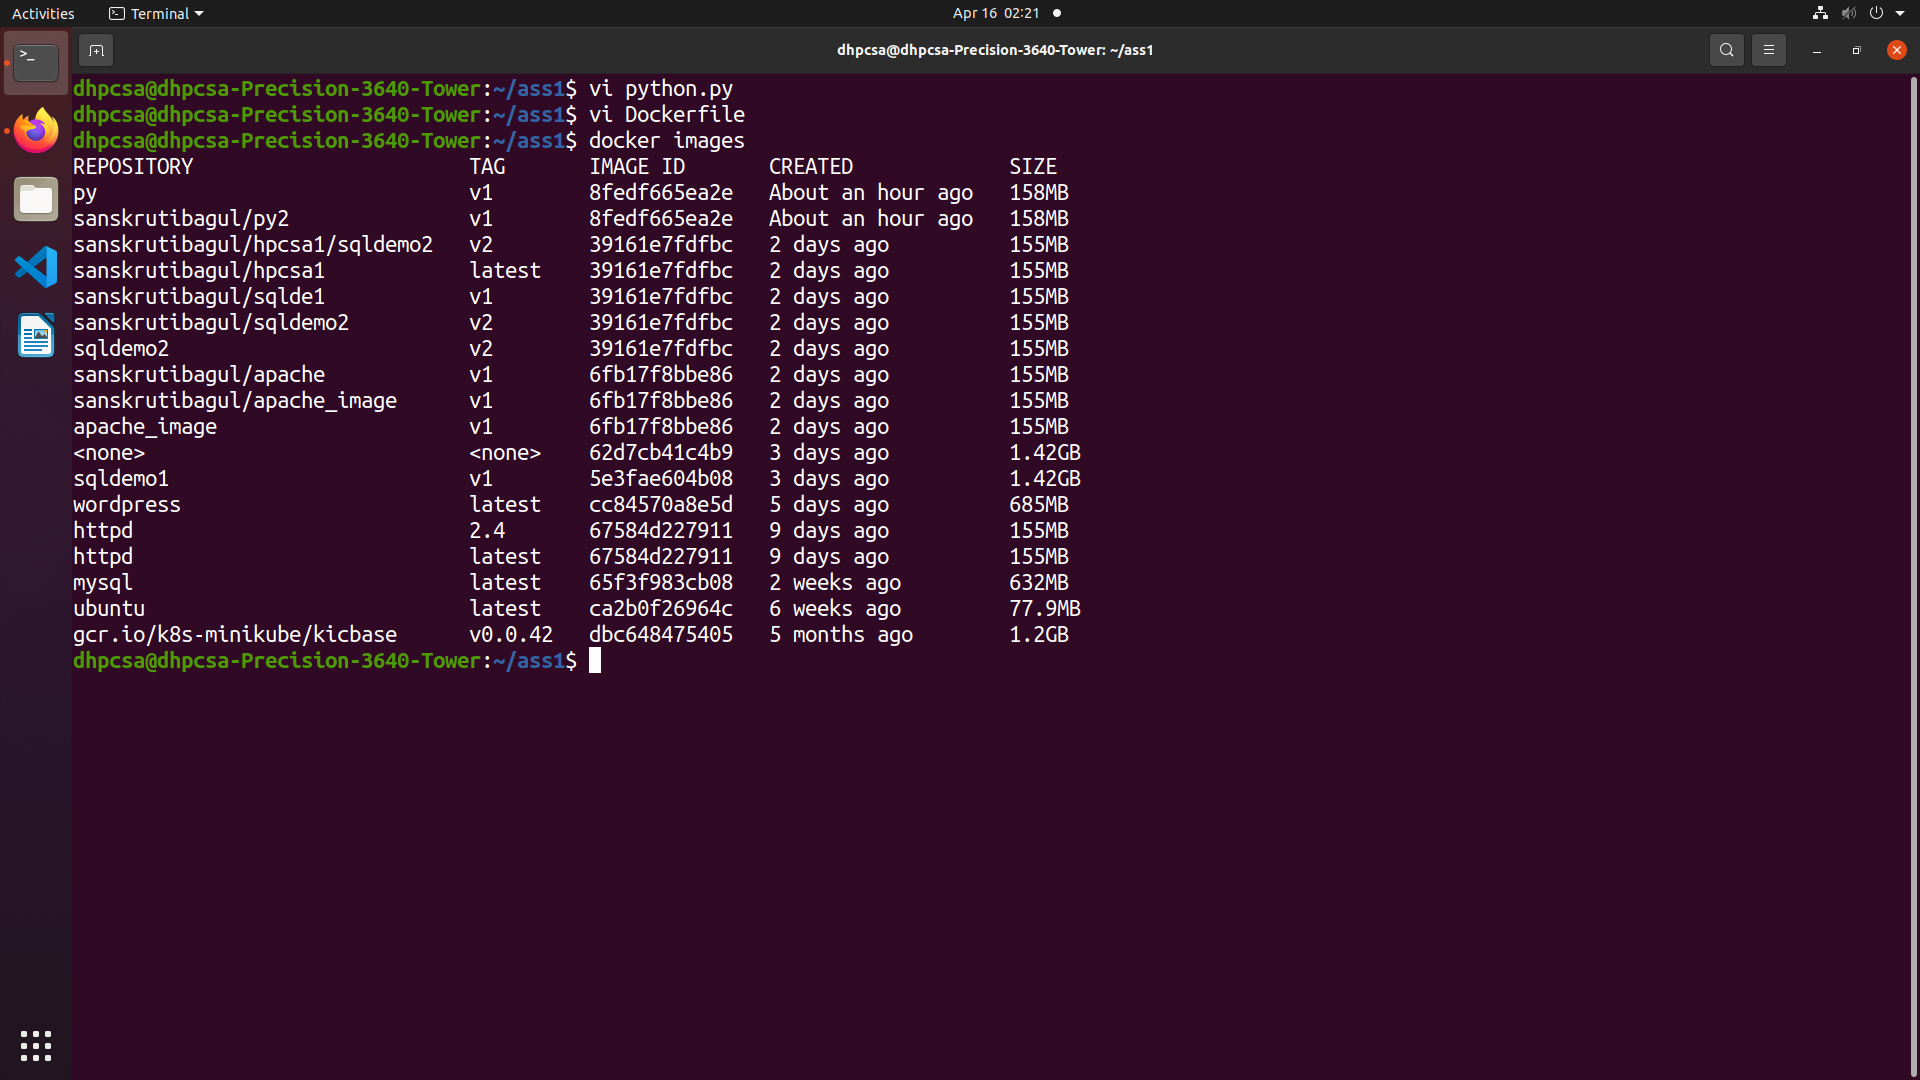 Activities Terminal Apr 16 02:21
dhpcsa@dhpcsa-Precision-3640-Tower: ~/ass1
dhpcsa@dhpcsa-Precision-3640-Tower:~/ass1$ vi python.py
dhpcsa@dhpcsa-Precision-3640-Tower:~/ass1$ vi Dockerfile
dhpcsa@dhpcsa-Precision-3640-Tower:~/ass1$ docker images
REPOSITORY TAG IMAGE ID CREATED SIZE
py v1 8fedf665ea2e About an hour ago 158MB
sanskrutibagul/py2 v1 8fedf665ea2e About an hour ago 158MB
sanskrutibagul/hpcsa1/sqldemo2 v2 39161e7fdfbc 2 days ago 155MB
sanskrutibagul/hpcsa1 latest 39161e7fdfbc 2 days ago 155MB
sanskrutibagul/sqlde1 v1 39161e7fdfbc 2 days ago 155MB
sanskrutibagul/sqldemo2 v2 39161e7fdfbc 2 days ago 155MB
sqldemo2 v2 39161e7fdfbc 2 days ago 155MB
sanskrutibagul/apache v1 6fb17f8bbe86 2 days ago 155MB
sanskrutibagul/apache_image v1 6fb17f8bbe86 2 days ago 155MB
apache_image v1 6fb17f8bbe86 2 days ago 155MB
<none> <none> 62d7cb41c4b9 3 days ago 1.42GB
sqldemo1 v1 5e3fae604b08 3 days ago 1.42GB
wordpress latest cc84570a8e5d 5 days ago 685MB
httpd 2.4 67584d227911 9 days ago 155MB
httpd latest 67584d227911 9 days ago 155MB
mysql latest 65f3f983cb08 2 weeks ago 632MB
ubuntu latest ca2b0f26964c 6 weeks ago 77.9MB
gcr.io/k8s-minikube/kicbase v0.0.42 dbc648475405 5 months ago 1.2GB
dhpcsa@dhpcsa-Precision-3640-Tower:~/ass1$